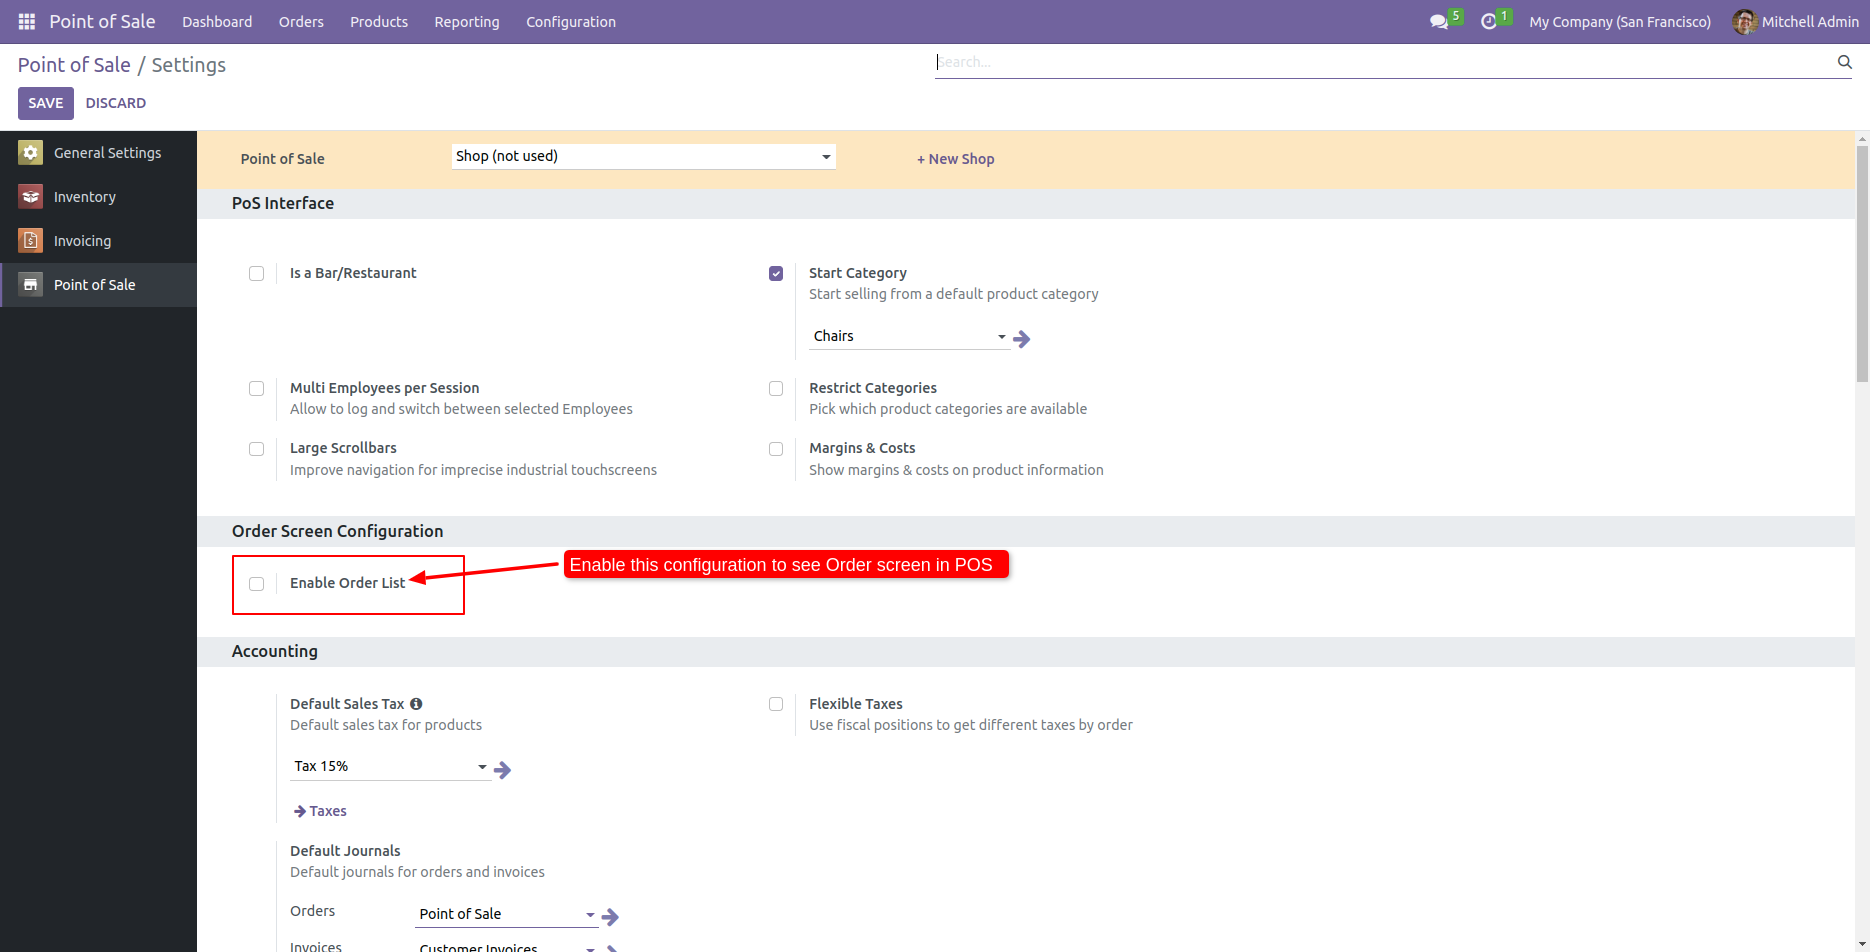 Point of Sale Dashboard Orders Products Reporting Configuration 5 1 My Company (San Francisco) Mitchell Admin
Point of Sale / Settings
Search...
SAVE DISCARD
General Settings
Inventory
Invoicing
Point of Sale
Point of Sale Shop (not used) + New Shop
PoS Interface
Is a Bar/Restaurant
Start Category
Start selling from a default product category
Chairs
Multi Employees per Session
Allow to log and switch between selected Employees
Restrict Categories
Pick which product categories are available
Large Scrollbars
Improve navigation for imprecise industrial touchscreens
Margins & Costs
Show margins & costs on product information
Order Screen Configuration
Enable Order List
Enable this configuration to see Order screen in POS
Accounting
Default Sales Tax
Default sales tax for products
Tax 15%
Taxes
Flexible Taxes
Use fiscal positions to get different taxes by order
Default Journals
Default journals for orders and invoices
Orders Point of Sale
Invoices Customer Invoices